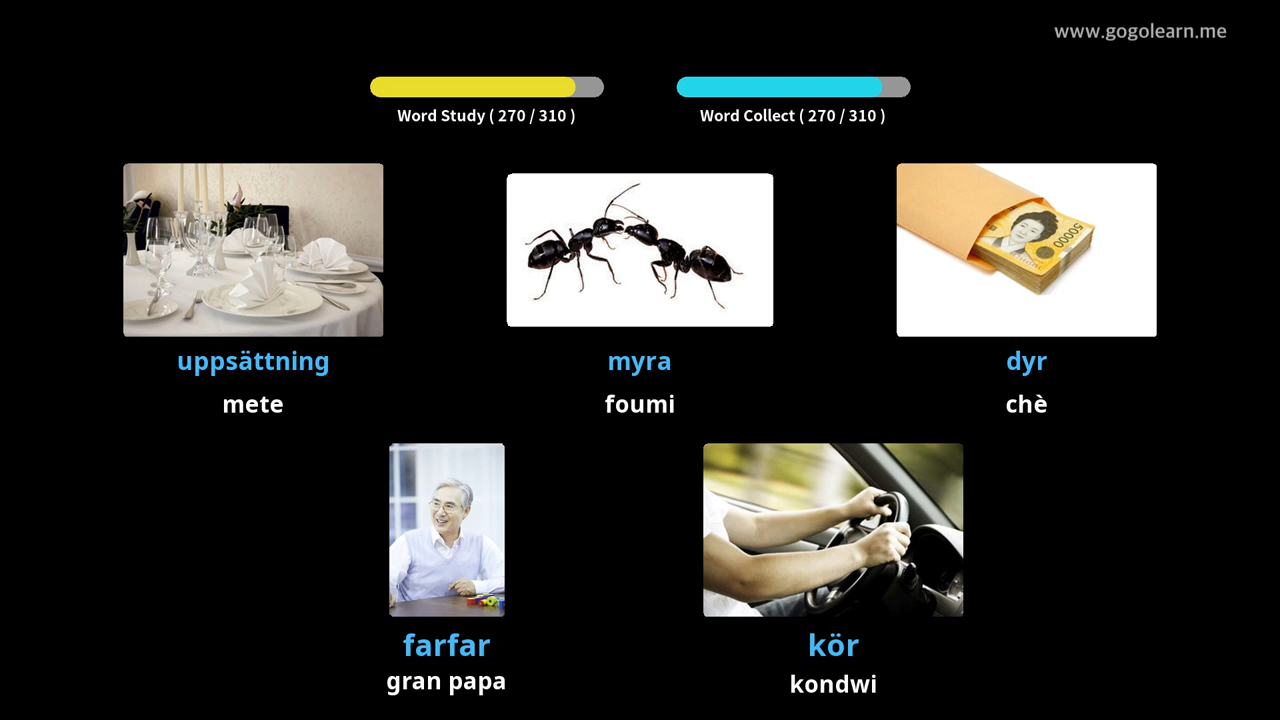 www.gogolearn.me
Word Study ( 270 / 310 )
Word Collect ( 270 / 310 )
50000
uppsättning
myra
dyr
mete
foumi
chè
farfar
kör
gran papa
kondwi